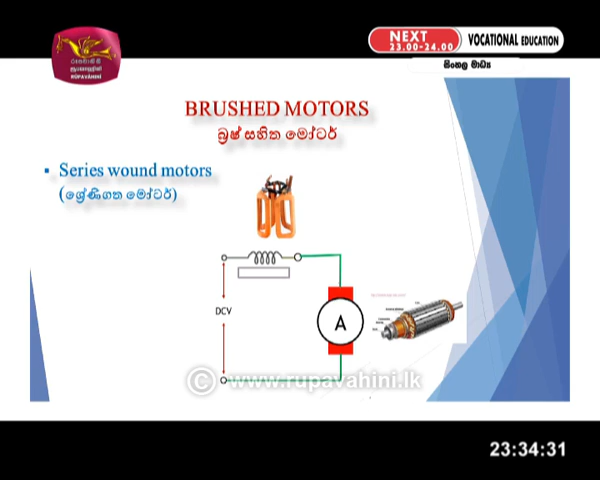 NEXT
23.00-24.00
VOCATIONAL EDUCATION
සිංහල මාධ්‍ය
RUPAVAHINI
BRUSHED MOTORS
බ්‍රෂ් සහිත මෝටර්
▪ Series wound motors
(ශ්‍රේණිගත මෝටර්)
DCV
A
© www.rupavahini.lk
23:34:31